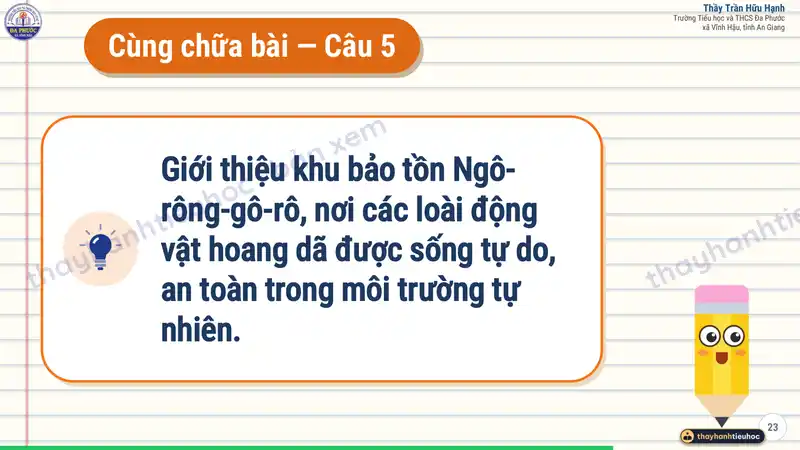 Thầy Trần Hữu Hạnh
Trường Tiểu học và THCS Đa Phước
xã Vĩnh Hậu, tỉnh An Giang
ĐA PHƯỚC
Cùng chữa bài – Câu 5
Giới thiệu khu bảo tồn Ngô-
rông-gô-rô, nơi các loài động
vật hoang dã được sống tự do,
an toàn trong môi trường tự
nhiên.
thayhanhtieuhoc
23